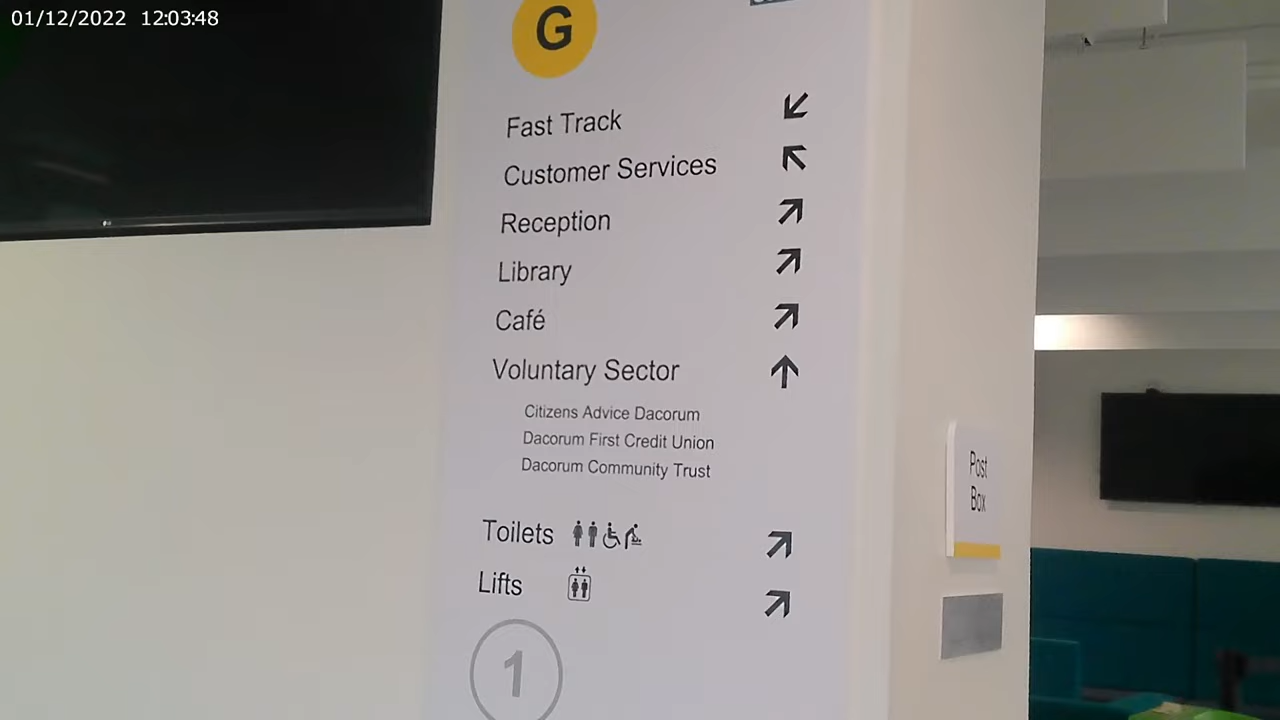 01/12/2022 12:03:48
G
Fast Track
Customer Services
Reception
Library
Café
Voluntary Sector
Citizens Advice Dacorum
Dacorum First Credit Union
Dacorum Community Trust
Toilets
Lifts
1
Post
Box